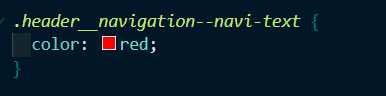 .header__navigation--navi-text {
color: red;
}